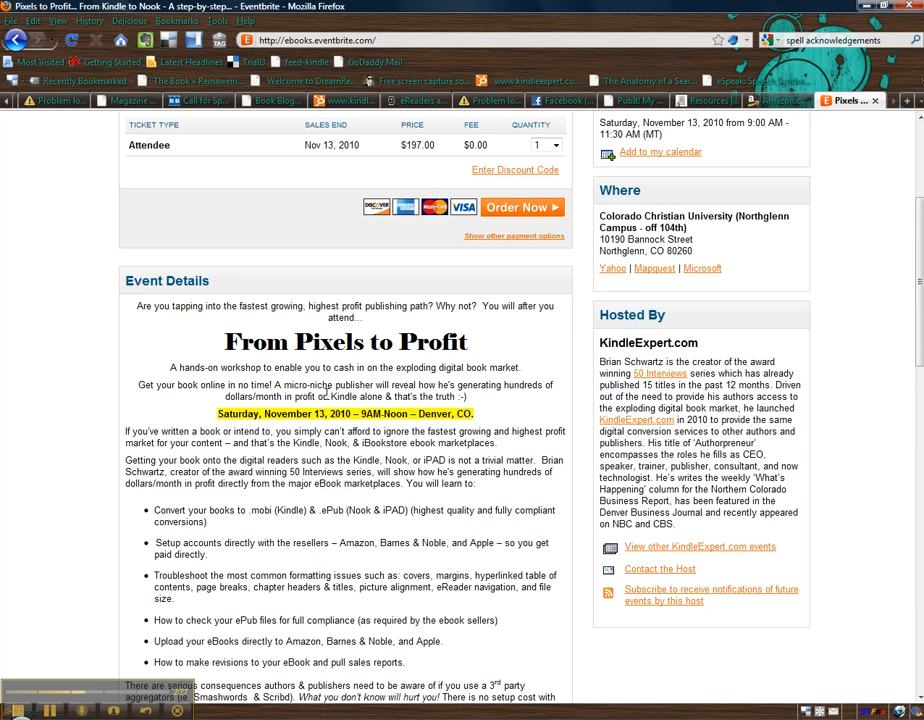 Pixels to Profit... From Kindle to Nook - A step-by-step... - Eventbrite - Mozilla Firefox
File Edit View History Delicious Bookmarks Tools Help
http://ebooks.eventbrite.com/
spell acknowledgements
Most Visited Getting Started Latest Headlines Trial!3 feed-kindle GoDaddy Mail
Recently Bookmarked The Book « Reinawein... Welcome to DreamRe... Free screen capture so... www.kindleexpert.co... The Anatomy of a Sear... eSpeak:
Problem lo... Magazine ... Call for Sp... Book Blog... www.kindl... eReaders a... Problem lo... Facebook (... PubIt! My ... Resources | ... Amazon.c... Pixels ...
TICKET TYPE SALES END PRICE FEE QUANTITY
Attendee Nov 13, 2010 $197.00 $0.00 1
Enter Discount Code
DISCOVER MasterCard VISA Order Now
Show other payment options
Event Details
Are you tapping into the fastest growing, highest profit publishing path? Why not? You will after you
attend...
From Pixels to Profit
A hands-on workshop to enable you to cash in on the exploding digital book market.
Get your book online in no time! A micro-niche publisher will reveal how he's generating hundreds of
dollars/month in profit on Kindle alone & that's the truth :-)
Saturday, November 13, 2010 – 9AM-Noon – Denver, CO.
If you've written a book or intend to, you simply can't afford to ignore the fastest growing and highest profit
market for your content – and that's the Kindle, Nook, & iBookstore ebook marketplaces.
Getting your book onto the digital readers such as the Kindle, Nook, or iPAD is not a trivial matter. Brian
Schwartz, creator of the award winning 50 Interviews series, will show how he's generating hundreds of
dollars/month in profit directly from the major eBook marketplaces. You will learn to:
Convert your books to .mobi (Kindle) & .ePub (Nook & iPAD) (highest quality and fully compliant
conversions)
Setup accounts directly with the resellers – Amazon, Barnes & Noble, and Apple – so you get
paid directly.
Troubleshoot the most common formatting issues such as: covers, margins, hyperlinked table of
contents, page breaks, chapter headers & titles, picture alignment, eReader navigation, and file
size.
How to check your ePub files for full compliance (as required by the ebook sellers)
Upload your eBooks directly to Amazon, Barnes & Noble, and Apple.
How to make revisions to your eBook and pull sales reports.
There are serious consequences authors & publishers need to be aware of if you use a 3rd party
aggregators (ie. Smashwords & Scribd). What you don't know will hurt you! There is no setup cost with
Saturday, November 13, 2010 from 9:00 AM -
11:30 AM (MT)
Add to my calendar
Where
Colorado Christian University (Northglenn
Campus - off 104th)
10190 Bannock Street
Northglenn, CO 80260
Yahoo | Mapquest | Microsoft
Hosted By
KindleExpert.com
Brian Schwartz is the creator of the award
winning 50 Interviews series which has already
published 15 titles in the past 12 months. Driven
out of the need to provide his authors access to
the exploding digital book market, he launched
KindleExpert.com in 2010 to provide the same
digital conversion services to other authors and
publishers. His title of 'Authorpreneur'
encompasses the roles he fills as CEO,
speaker, trainer, publisher, consultant, and now
technologist. He's writes the weekly 'What's
Happening' column for the Northern Colorado
Business Report, has been featured in the
Denver Business Journal and recently appeared
on NBC and CBS.
View other KindleExpert.com events
Contact the Host
Subscribe to receive notifications of future
events by this host